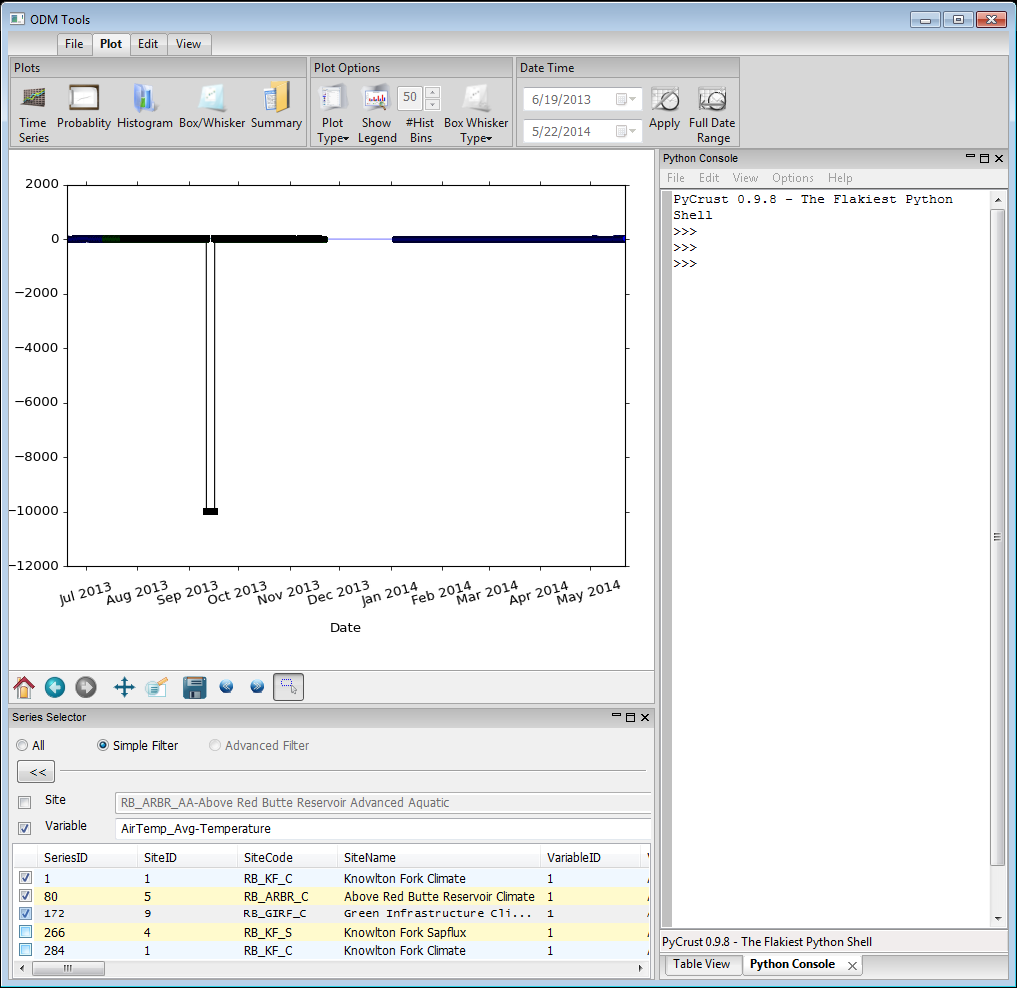 ODM Tools
File Plot Edit View
Plots
Plot Options
Date Time
Time Series
Probablity
Histogram
Box/Whisker
Summary
Plot Type
Show Legend
50
#Hist Bins
Box Whisker Type
6/19/2013
5/22/2014
Apply
Full Date Range
2000
0
−2000
−4000
−6000
−8000
−10000
−12000
Jul 2013 Aug 2013 Sep 2013 Oct 2013 Nov 2013 Dec 2013 Jan 2014 Feb 2014 Mar 2014 Apr 2014 May 2014
Date
Python Console
File Edit View Options Help
PyCrust 0.9.8 - The Flakiest Python
Shell
>>>
>>>
>>>
PyCrust 0.9.8 - The Flakiest Python Shell
Table View Python Console
Series Selector
All Simple Filter Advanced Filter
<<
Site RB_ARBR_AA-Above Red Butte Reservoir Advanced Aquatic
Variable AirTemp_Avg-Temperature
SeriesID SiteID SiteCode SiteName VariableID
1 1 RB_KF_C Knowlton Fork Climate 1
80 5 RB_ARBR_C Above Red Butte Reservoir Climate 1
172 9 RB_GIRF_C Green Infrastructure Cli... 1
266 4 RB_KF_S Knowlton Fork Sapflux 1
284 1 RB_KF_C Knowlton Fork Climate 1